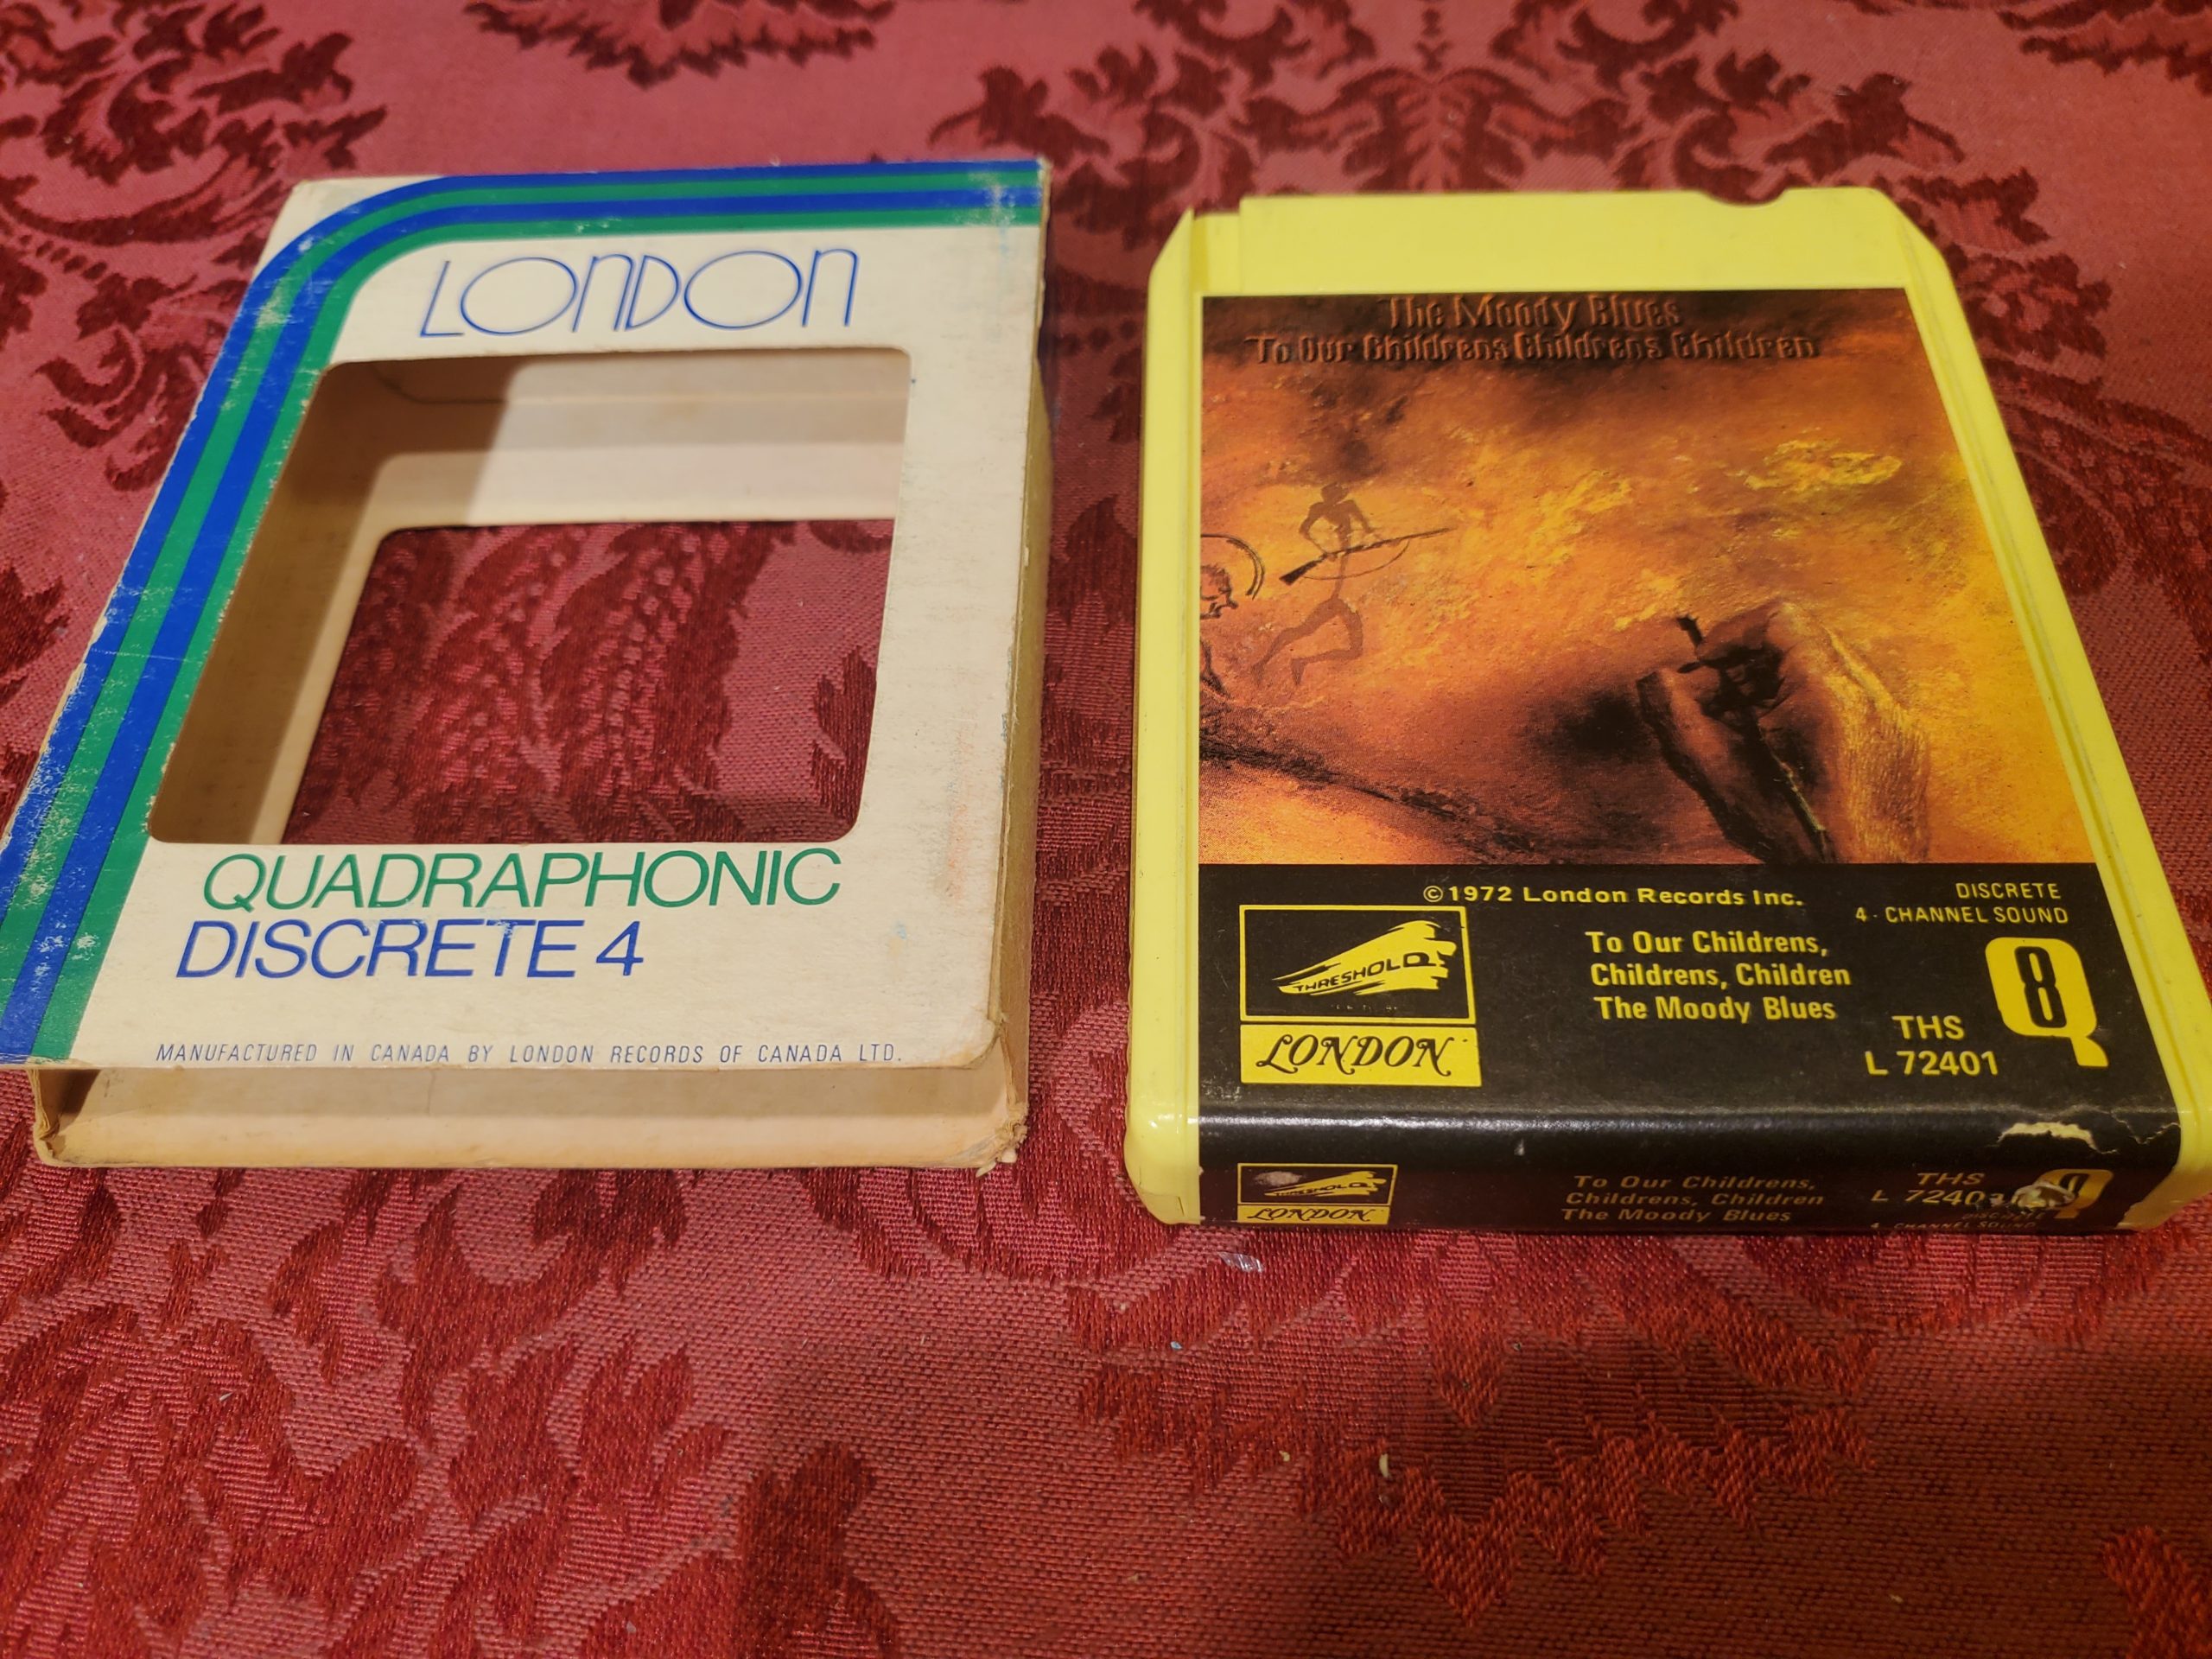 LONDON
QUADRAPHONIC
DISCRETE 4
MANUFACTURED IN CANADA BY LONDON RECORDS OF CANADA LTD.
The Moody Blues
To Our Childrens Childrens Children
©1972 London Records Inc.
DISCRETE
4 - CHANNEL SOUND
THRESHOLD
LONDON
To Our Childrens,
Childrens, Children
The Moody Blues
THS
L 72401
Q8
THRESHOLD
LONDON
To Our Childrens,
Childrens, Children
The Moody Blues
THS
L 72401
4 CHANNEL SOUND